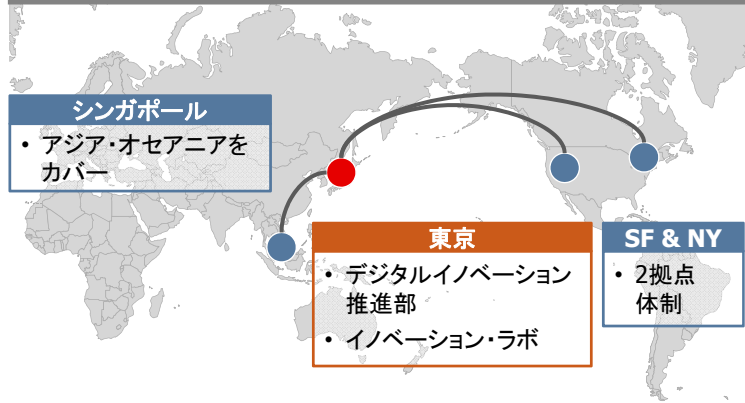 シンガポール
• アジア・オセアニアを
カバー
東京
• デジタルイノベーション
推進部
• イノベーション・ラボ
SF & NY
• 2拠点
体制